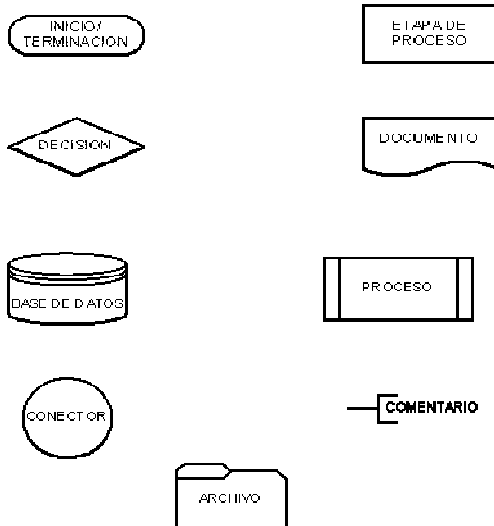 INICIO/
TERMINACION
ETAPA DE
PROCESO
DECISION
DOCUMENTO
BASE DE DATOS
PROCESO
CONECTOR
COMENTARIO
ARCHIVO